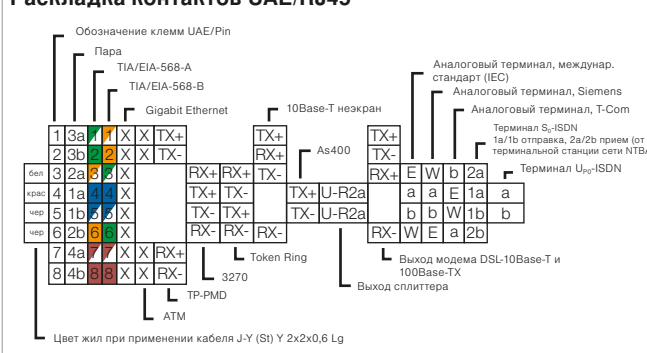 Раскладка контактов UAE/RJ45
Обозначение клемм UAE/Pin
Пара
TIA/EIA-568-A
TIA/EIA-568-B
Gigabit Ethernet
10Base-T неэкран
As400
Аналоговый терминал, междунар.
стандарт (IEC)
Аналоговый терминал, Siemens
Аналоговый терминал, T-Com
Терминал S₀-ISDN
1a/1b отправка, 2a/2b прием (от
терминальной станции сети NTBA
Терминал Uᴘ₀-ISDN
1 3a 1 1 X X TX+ TX+ TX+
2 3b 2 2 X X TX- RX+ TX-
бел 3 2a 3 3 X RX+ RX+ TX- RX+ E W b 2a
крас 4 1a 4 4 X TX+ TX- TX+ U-R2a a a E 1a a
чер 5 1b 5 5 X TX- TX+ TX- U-R2a b b W 1b b
чер 6 2b 6 6 X RX- RX- RX- RX- W E a 2b
7 4a 7 7 X X RX+
8 4b 8 8 X X RX-
Token Ring
3270
TP-PMD
ATM
Выход модема DSL-10Base-T и
100Base-TX
Выход сплиттера
Цвет жил при применении кабеля J-Y (St) Y 2x2x0,6 Lg